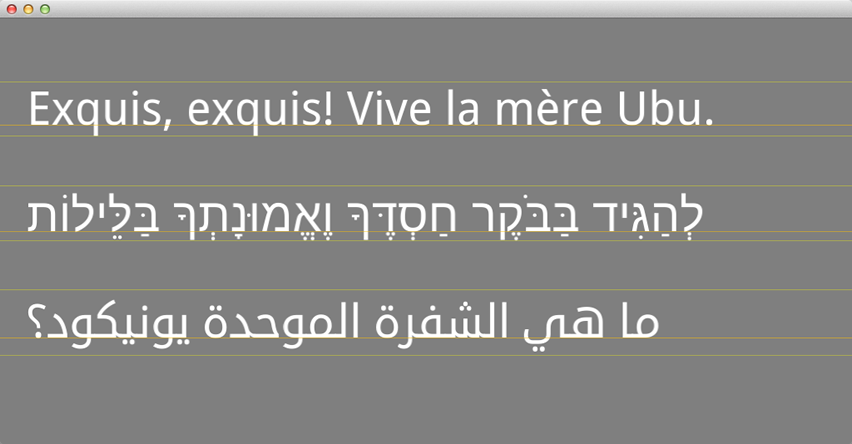 Exquis, exquis! Vive la mère Ubu.
לְהַגִּיד בַּבֹּקֶר חַסְדֶּךָ וֶאֱמוּנָתְךָ בַּלֵּילוֹת
ما هي الشفرة الموحدة يونيكود؟